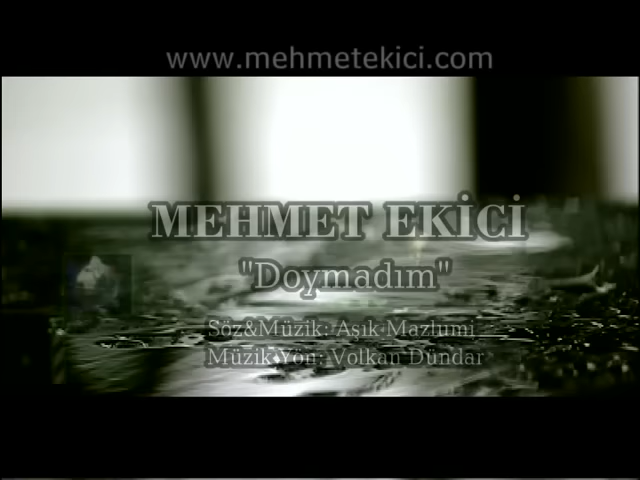 www.mehmetekici.com
MEHMET EKİCİ
"Doymadım"
Söz&Müzik: Aşık Mazlumi
Müzik Yön: Volkan Dündar